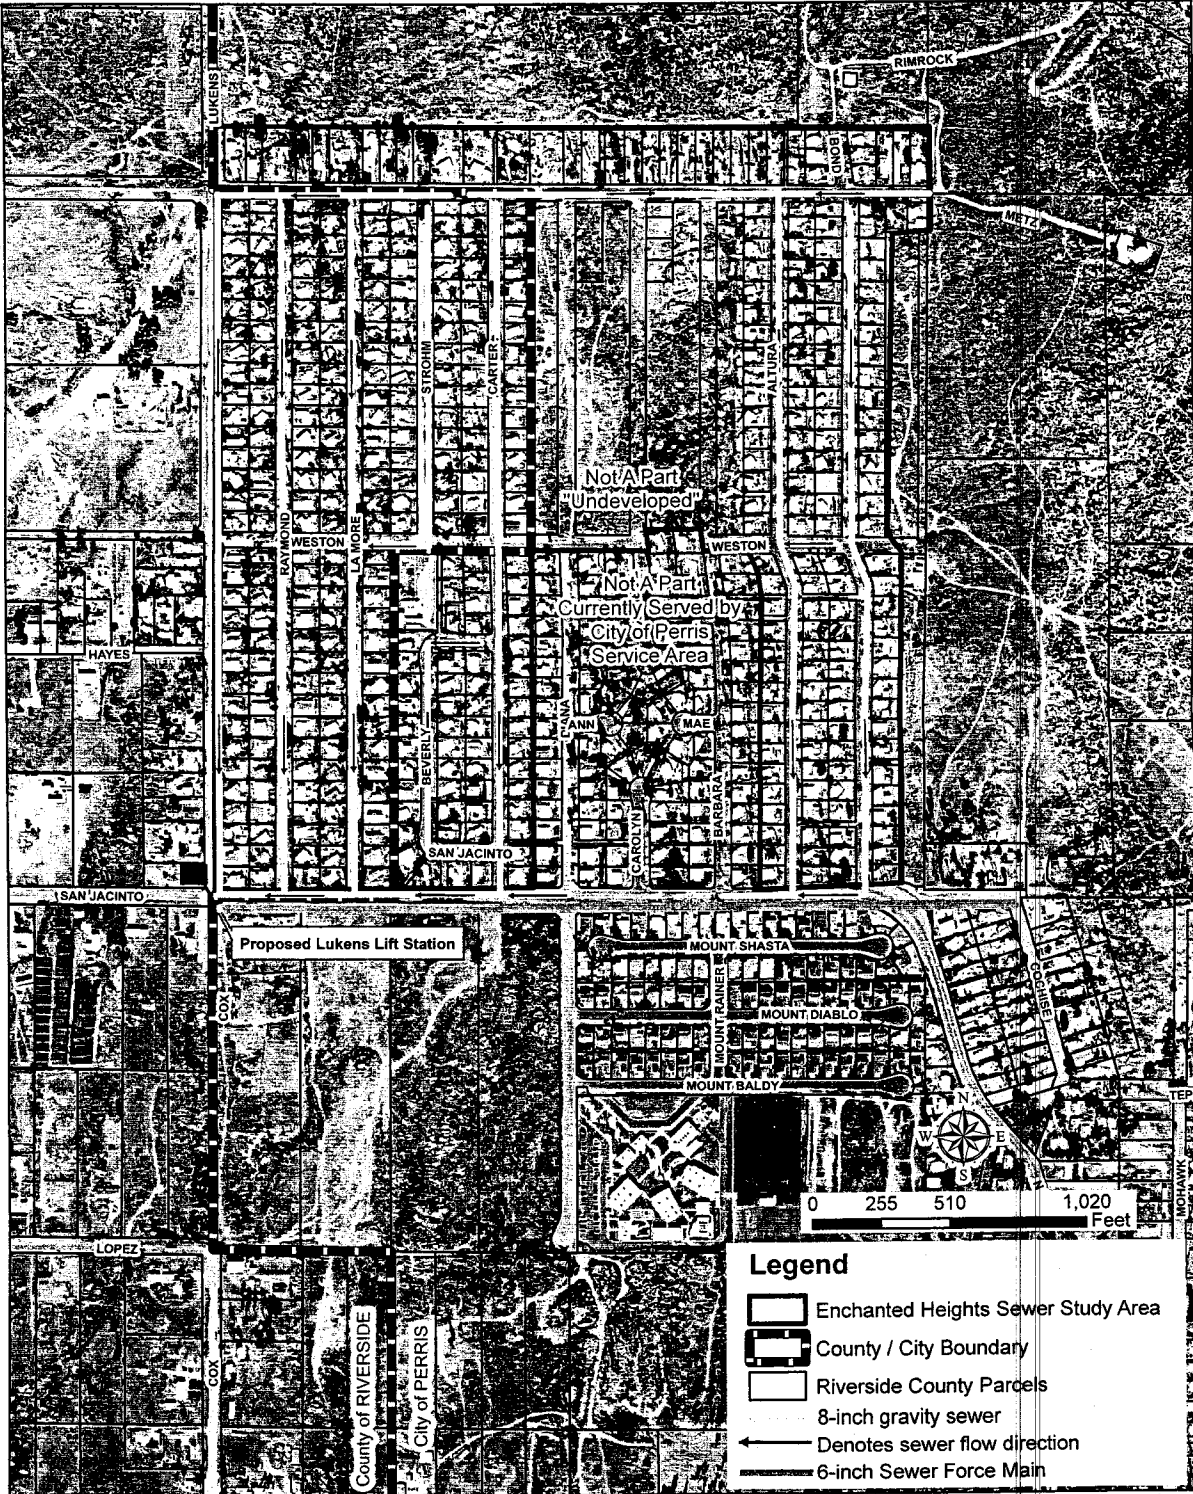 LUKENS
RIMROCK
BOND
METZ
STROHM
CARTER
ALTURA
Not A Part
"Undeveloped"
RAYMOND
WESTON
LA MORE
WESTON
Not A Part
Currently Served by
City of Perris
Service Area
HAYES
DIANA
ANN
MAE
BEVERLY
BARBARA
CAROLYN
SAN JACINTO
SAN JACINTO
Proposed Lukens Lift Station
COX
MOUNT SHASTA
MOUNT RAINER
MOUNT DIABLO
MOUNT BALDY
N
W
E
S
TEP
MOHAWK
0 255 510 1,020
Feet
LOPEZ
COX
County of RIVERSIDE
City of PERRIS
Legend
Enchanted Heights Sewer Study Area
County / City Boundary
Riverside County Parcels
8-inch gravity sewer
Denotes sewer flow direction
6-inch Sewer Force Main